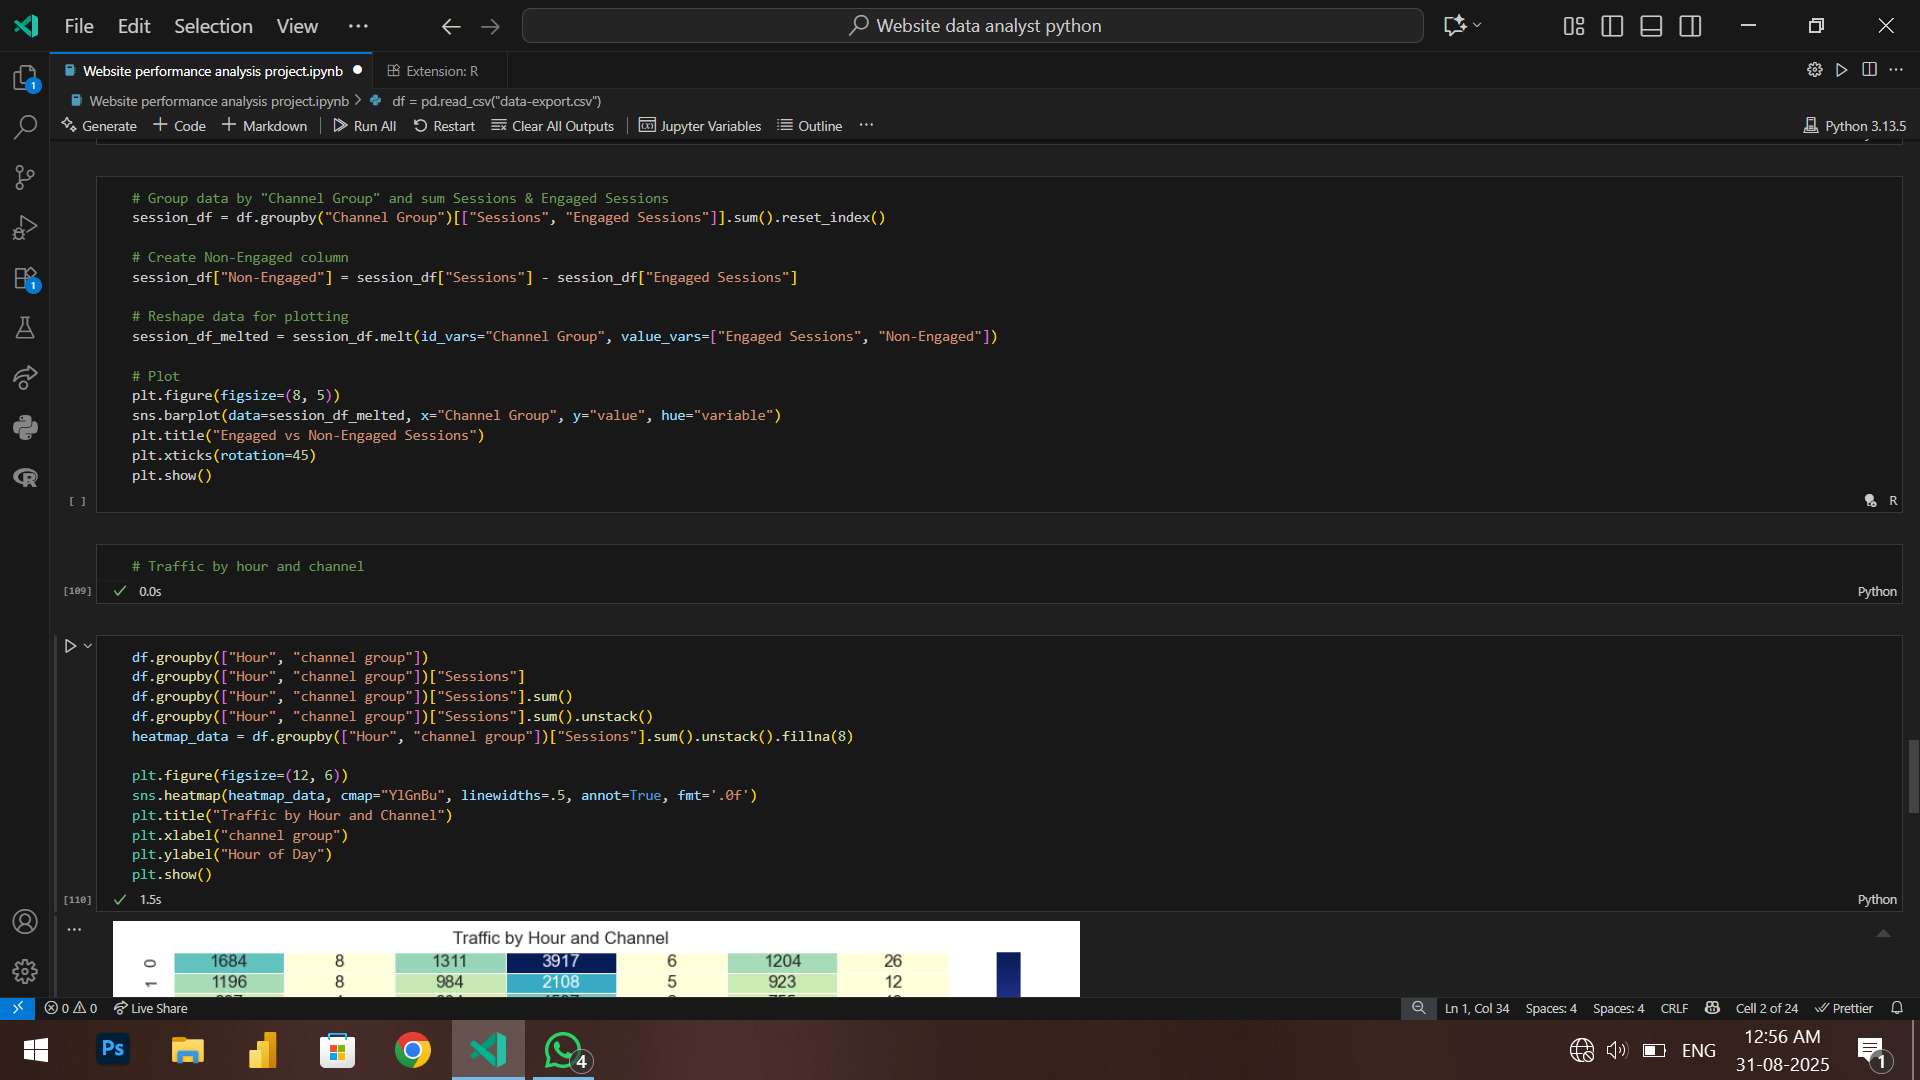 File Edit Selection View ···
Website data analyst python
Website performance analysis project.ipynb
Extension: R
Website performance analysis project.ipynb > df = pd.read_csv("data-export.csv")
Generate + Code + Markdown Run All Restart Clear All Outputs Jupyter Variables Outline ···
Python 3.13.5
# Group data by "Channel Group" and sum Sessions & Engaged Sessions
session_df = df.groupby("Channel Group")[["Sessions", "Engaged Sessions"]].sum().reset_index()
# Create Non-Engaged column
session_df["Non-Engaged"] = session_df["Sessions"] - session_df["Engaged Sessions"]
# Reshape data for plotting
session_df_melted = session_df.melt(id_vars="Channel Group", value_vars=["Engaged Sessions", "Non-Engaged"])
# Plot
plt.figure(figsize=(8, 5))
sns.barplot(data=session_df_melted, x="Channel Group", y="value", hue="variable")
plt.title("Engaged vs Non-Engaged Sessions")
plt.xticks(rotation=45)
plt.show()
[ ]
R
# Traffic by hour and channel
[109] 0.0s
Python
df.groupby(["Hour", "channel group"])
df.groupby(["Hour", "channel group"])["Sessions"]
df.groupby(["Hour", "channel group"])["Sessions"].sum()
df.groupby(["Hour", "channel group"])["Sessions"].sum().unstack()
heatmap_data = df.groupby(["Hour", "channel group"])["Sessions"].sum().unstack().fillna(8)
plt.figure(figsize=(12, 6))
sns.heatmap(heatmap_data, cmap="YlGnBu", linewidths=.5, annot=True, fmt='.0f')
plt.title("Traffic by Hour and Channel")
plt.xlabel("channel group")
plt.ylabel("Hour of Day")
plt.show()
[110] 1.5s
Python
Traffic by Hour and Channel
0 1684 8 1311 3917 6 1204 26
1 1196 8 984 2108 5 923 12
0 0 Live Share
Ln 1, Col 34 Spaces: 4 Spaces: 4 CRLF Cell 2 of 24 Prettier
Ps
4
ENG
12:56 AM
31-08-2025
1